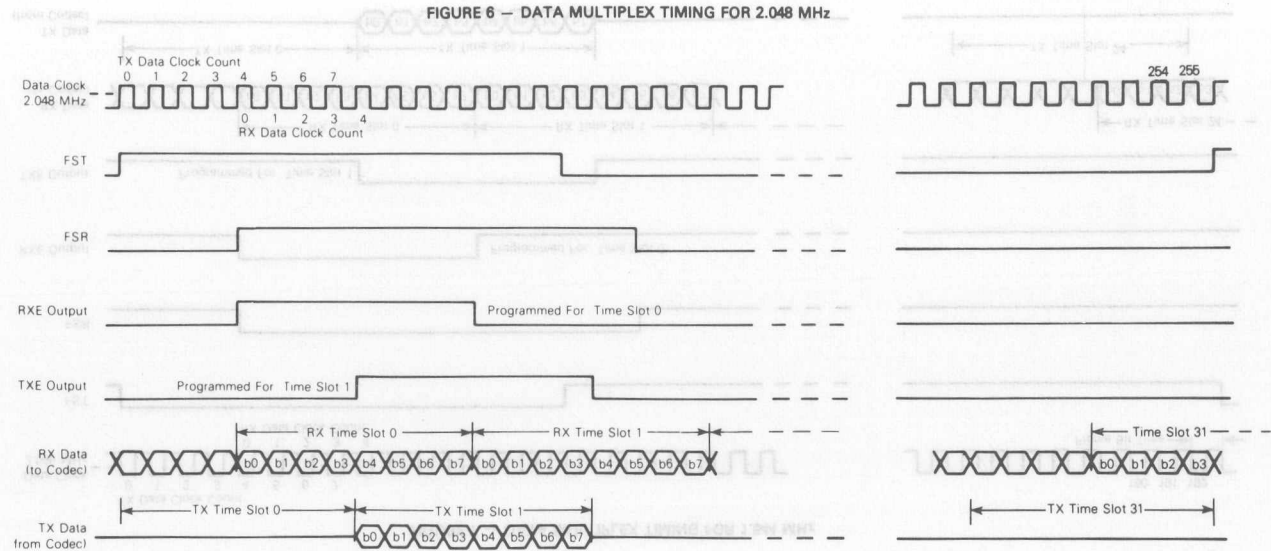 FIGURE 6 — DATA MULTIPLEX TIMING FOR 2.048 MHz
TX Data Clock Count
0 1 2 3 4 5 6 7
254 255
Data Clock
2.048 MHz
0 1 2 3 4
RX Data Clock Count
FST
FSR
RXE Output
Programmed For Time Slot 0
TXE Output
Programmed For Time Slot 1
RX Time Slot 0
RX Time Slot 1
Time Slot 31
RX Data
(to Codec)
b0 b1 b2 b3 b4 b5 b6 b7 b0 b1 b2 b3 b4 b5 b6 b7
b0 b1 b2 b3
TX Time Slot 0
TX Time Slot 1
TX Time Slot 31
TX Data
from Codec)
b0 b1 b2 b3 b4 b5 b6 b7